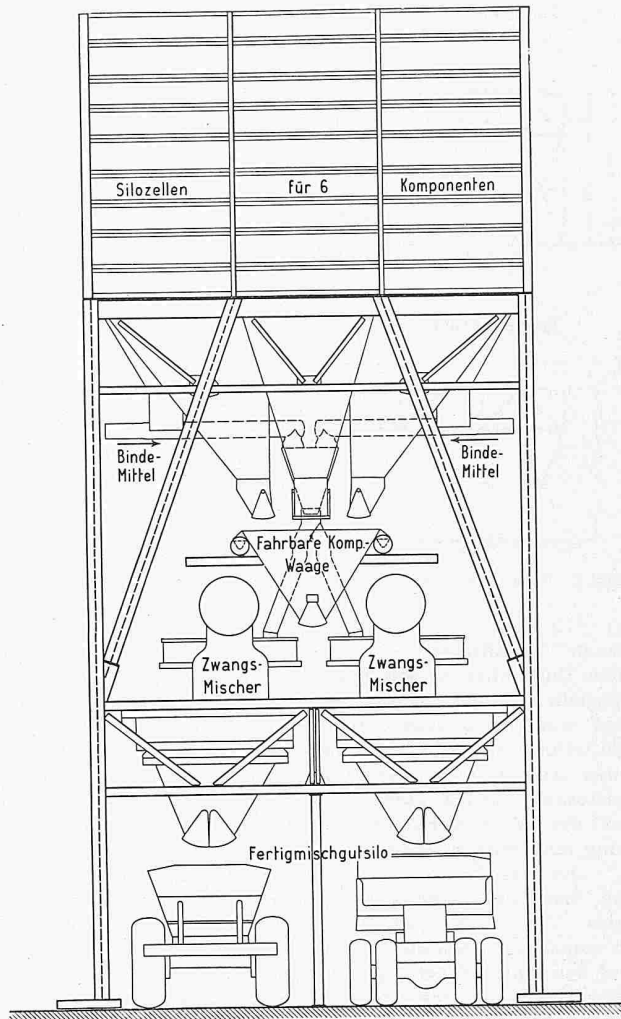 Silozellen für 6 Komponenten
Binde-
Mittel
Binde-
Mittel
Fahrbare Komp.-
Waage
Zwangs-
Mischer
Zwangs-
Mischer
Fertigmischgutsilo